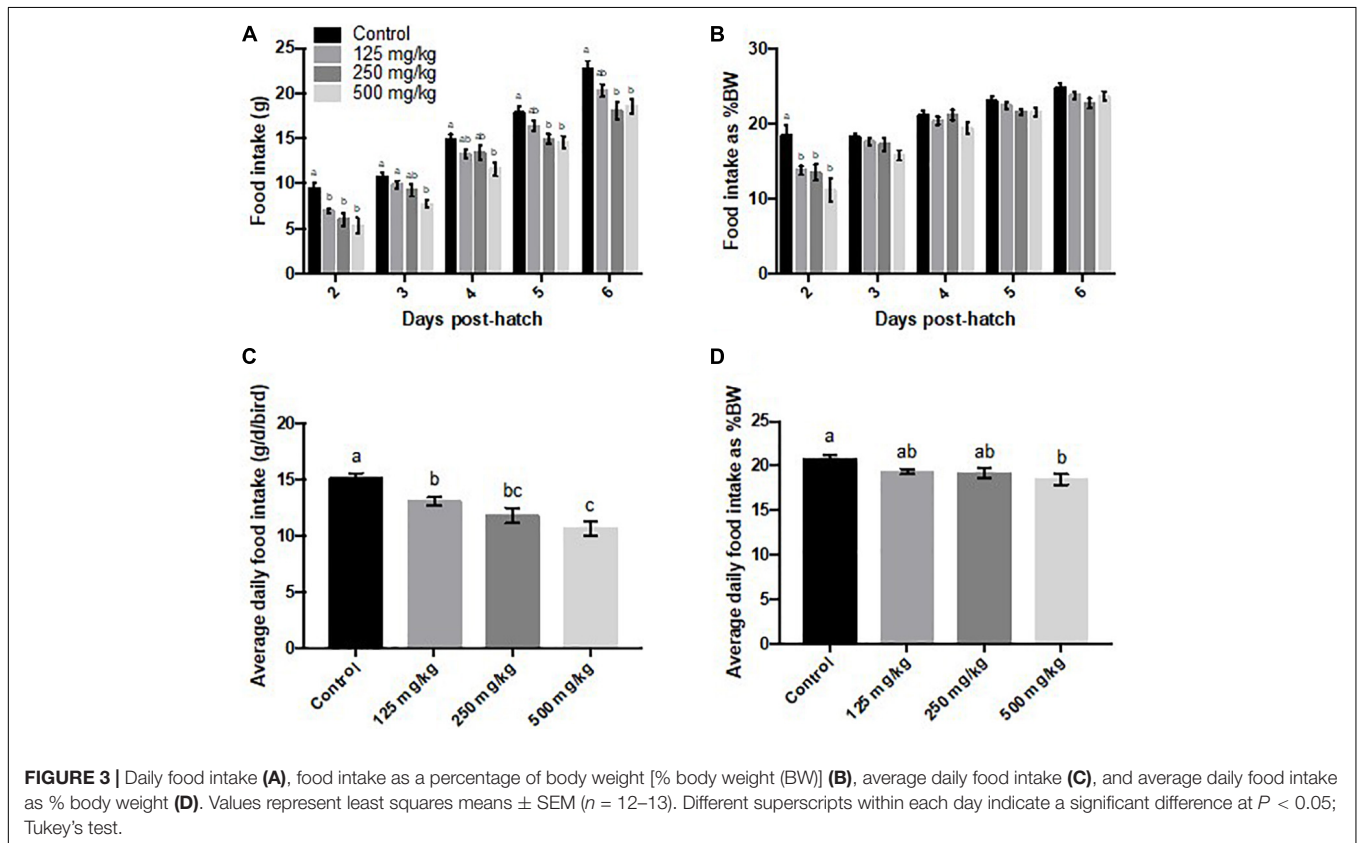 A
Control
125 mg/kg
250 mg/kg
500 mg/kg
Food intake (g)
25
20
15
10
5
0
a
b
b
b
a
a
ab
b
a
ab
ab
b
a
ab
b
b
a
ab
b
b
2
3
4
5
6
Days post-hatch
B
Food intake as %BW
30
20
10
0
a
b
b
b
2
3
4
5
6
Days post-hatch
C
Average daily food intake (g/d/bird)
20
15
10
5
0
a
b
bc
c
Control
125 mg/kg
250 mg/kg
500 mg/kg
D
Average daily food intake as %BW
25
20
15
10
5
0
a
ab
ab
b
Control
125 mg/kg
250 mg/kg
500 mg/kg
FIGURE 3 | Daily food intake (A), food intake as a percentage of body weight [% body weight (BW)] (B), average daily food intake (C), and average daily food intake
as % body weight (D). Values represent least squares means ± SEM (n = 12–13). Different superscripts within each day indicate a significant difference at P < 0.05;
Tukey's test.